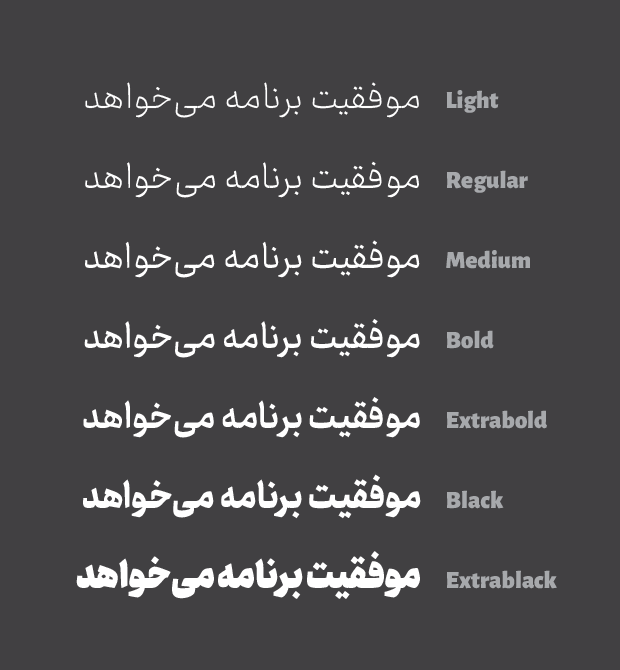 موفقیت برنامه می‌خواهد Light
موفقیت برنامه می‌خواهد Regular
موفقیت برنامه می‌خواهد Medium
موفقیت برنامه می‌خواهد Bold
موفقیت برنامه می‌خواهد Extrabold
موفقیت برنامه می‌خواهد Black
موفقیت برنامه می‌خواهد Extrablack